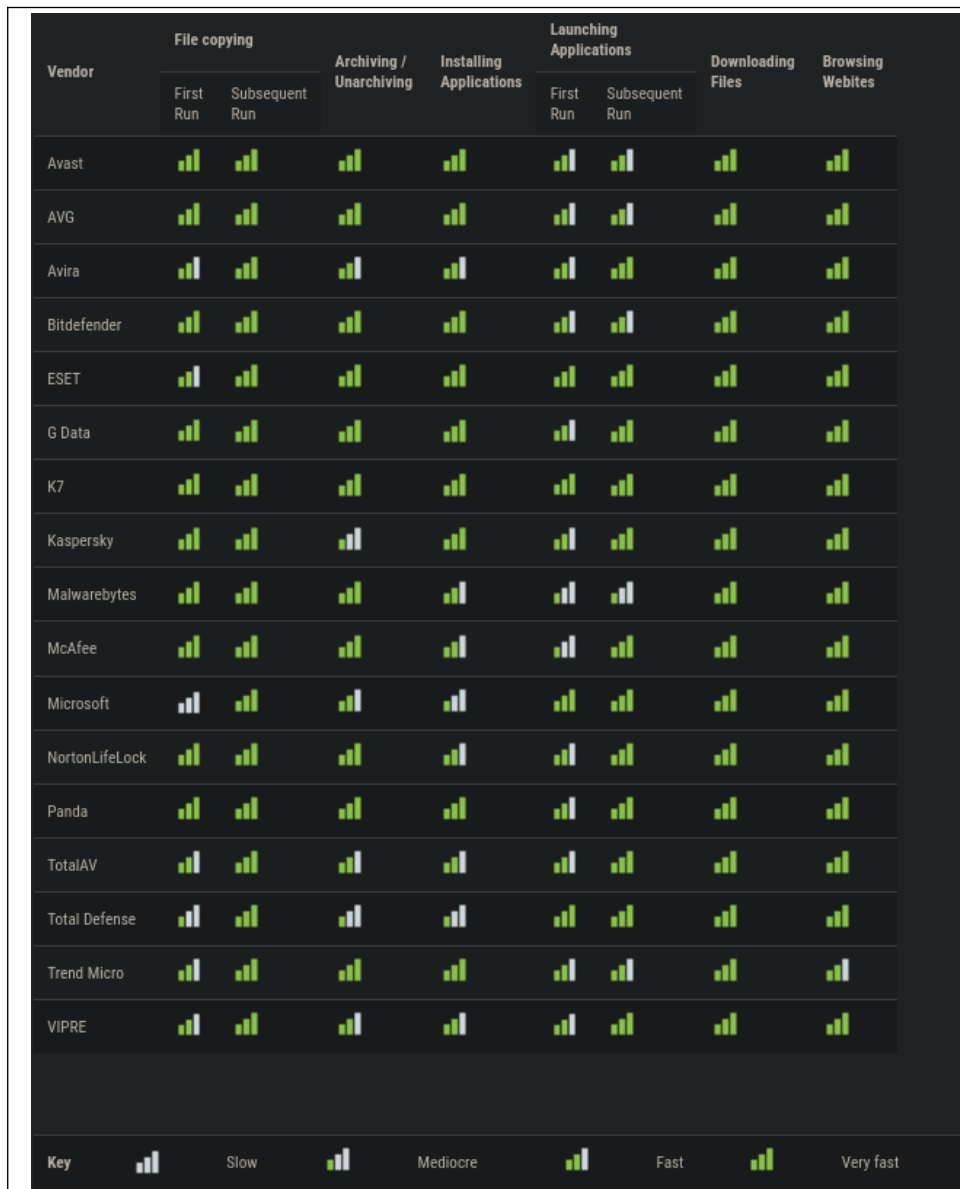 Vendor
File copying
Archiving /
Unarchiving
Installing
Applications
Launching
Applications
Downloading
Files
Browsing
Webites
First
Run
Subsequent
Run
First
Run
Subsequent
Run
Avast
AVG
Avira
Bitdefender
ESET
G Data
K7
Kaspersky
Malwarebytes
McAfee
Microsoft
NortonLifeLock
Panda
TotalAV
Total Defense
Trend Micro
VIPRE
Key Slow Mediocre Fast Very fast